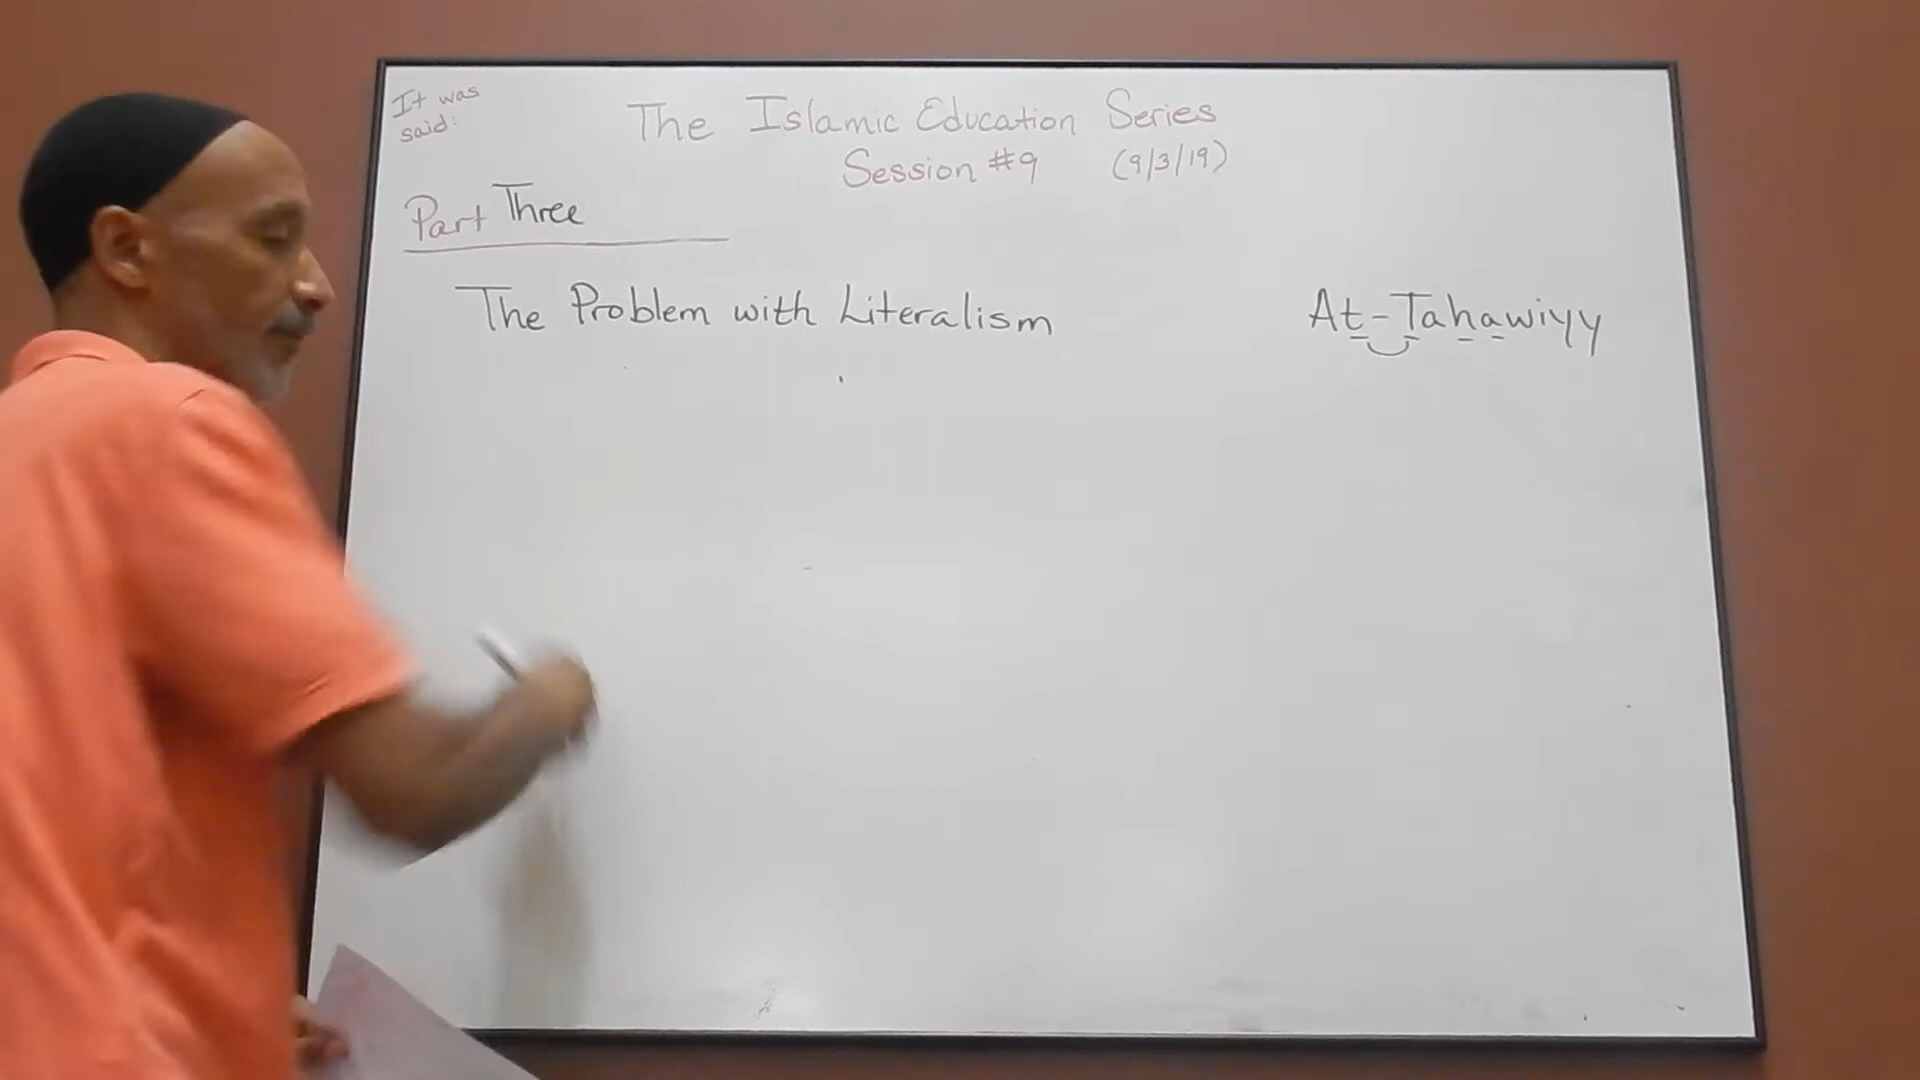 It was
said:
The Islamic Education Series
Session #9 (9/3/19)
Part Three
The Problem with Literalism
At-Tahawiyy